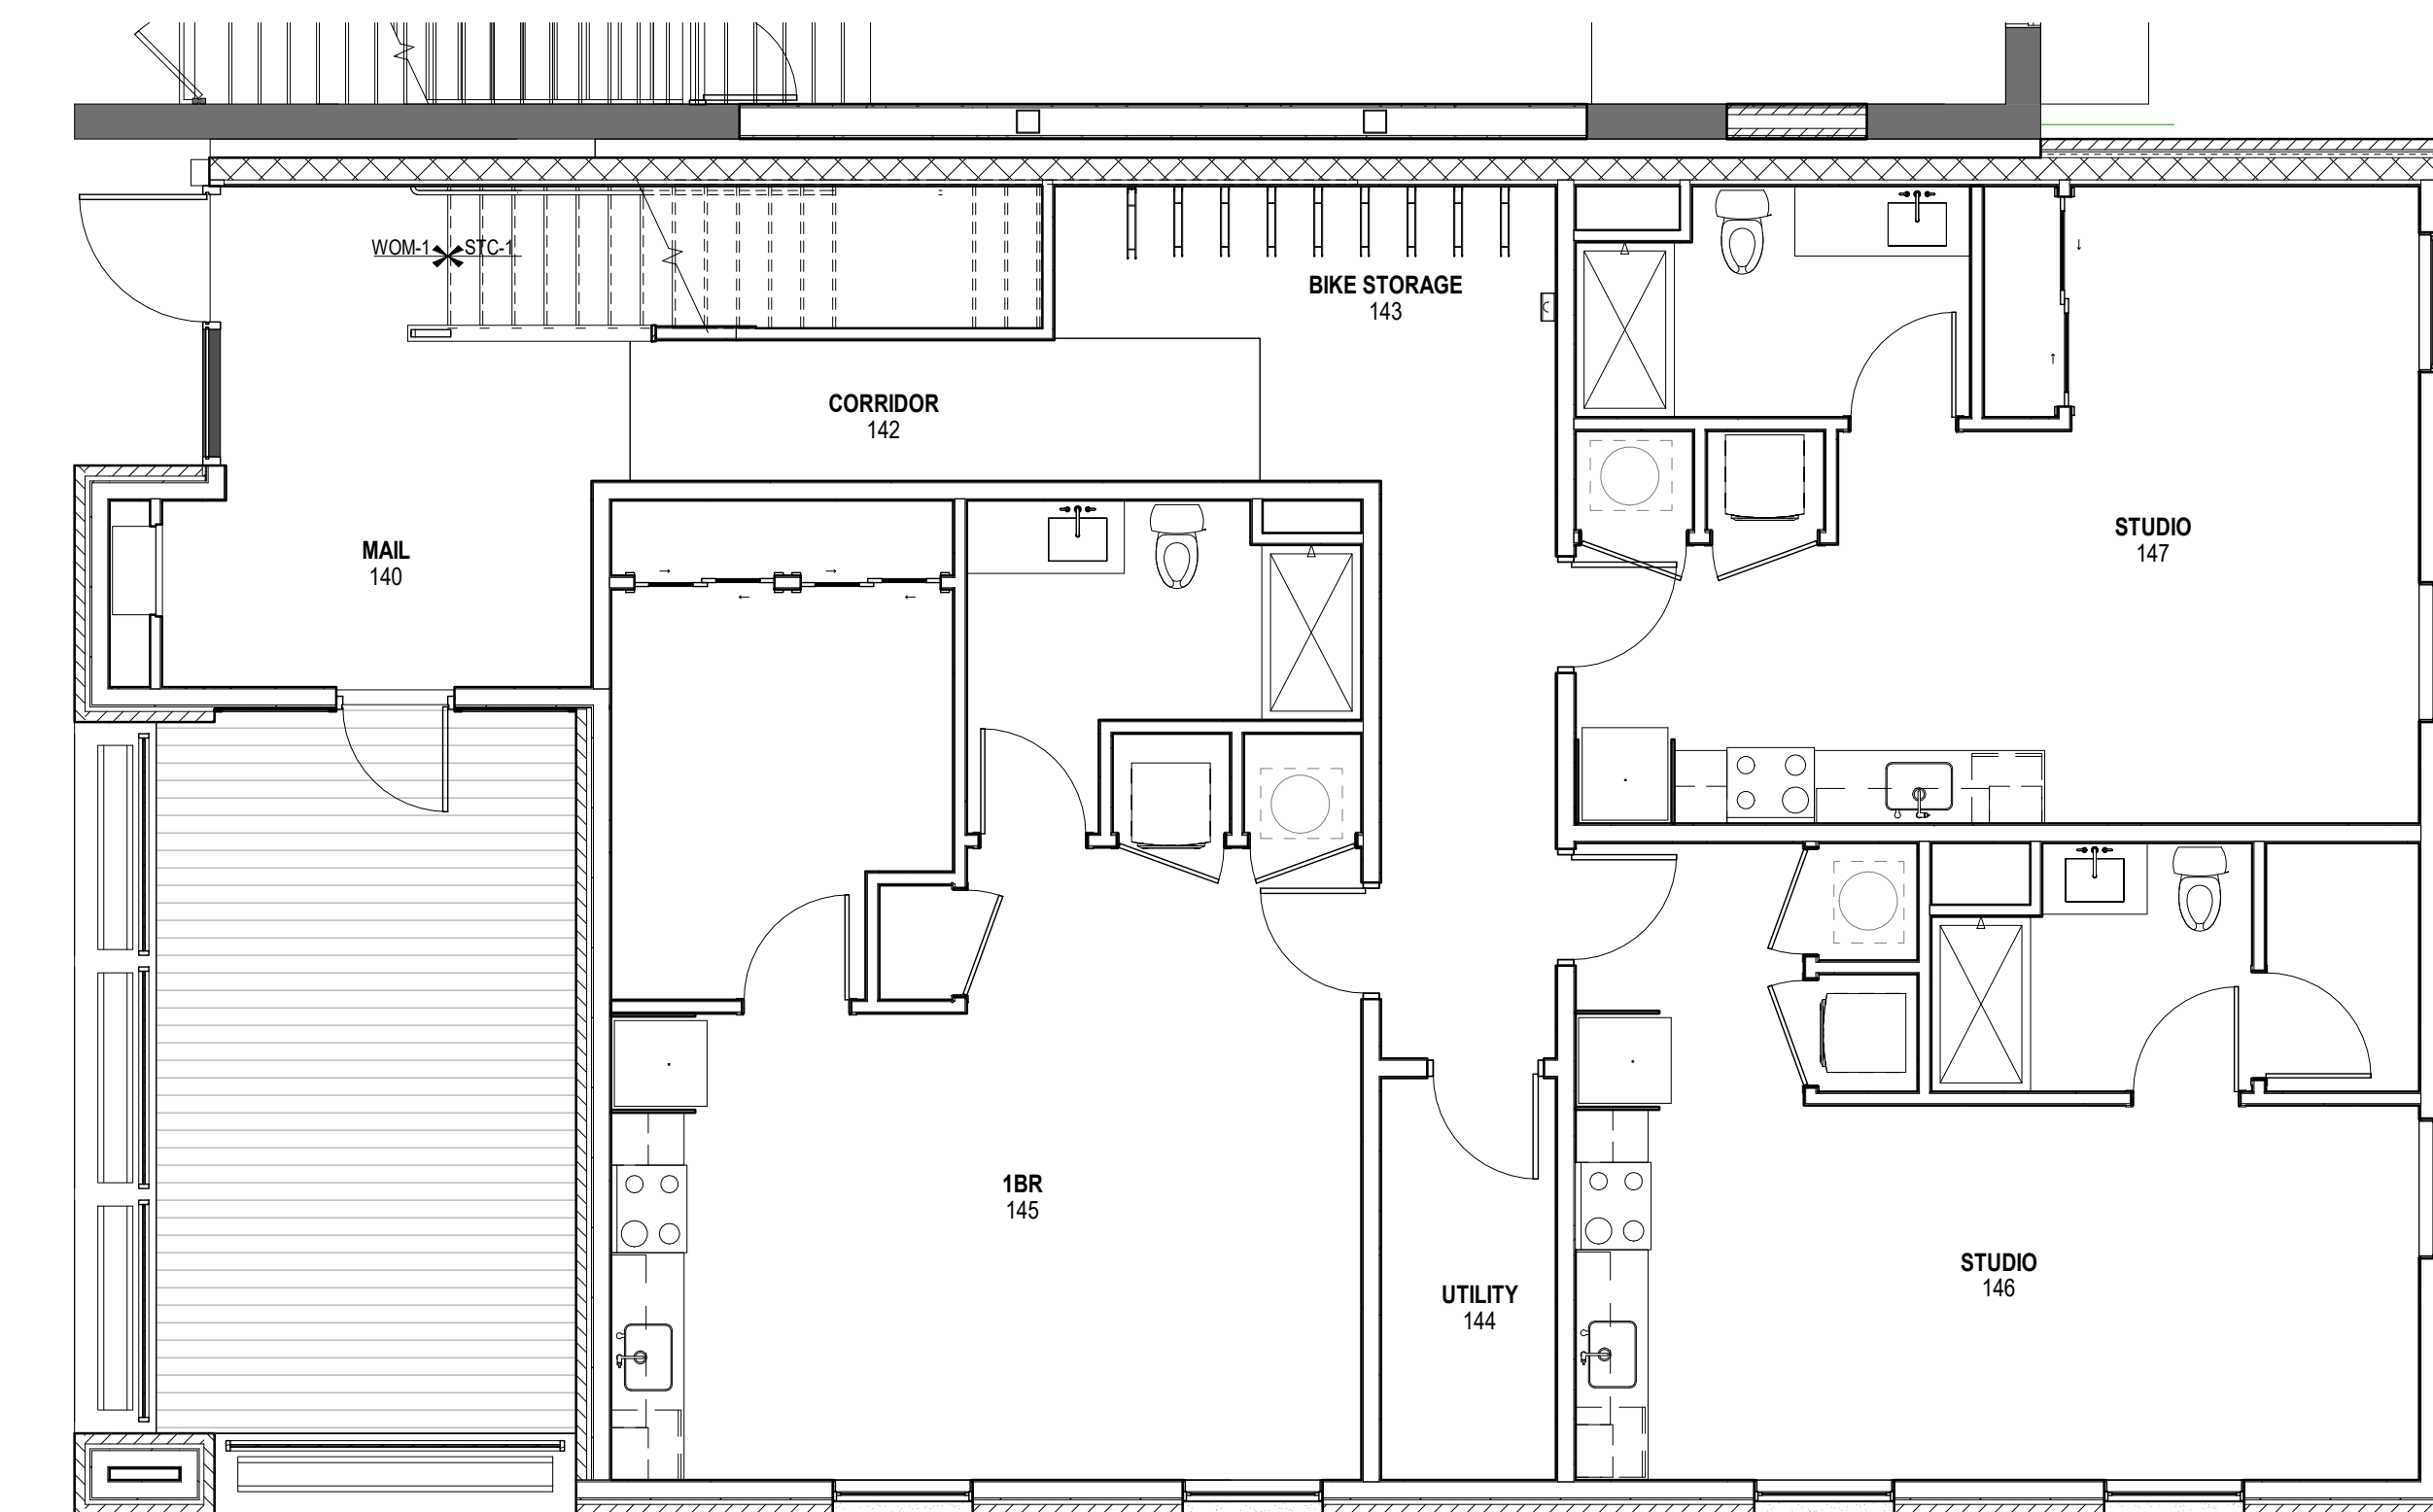 WOM-1 STC-1
BIKE STORAGE
143
CORRIDOR
142
MAIL
140
STUDIO
147
1BR
145
UTILITY
144
STUDIO
146